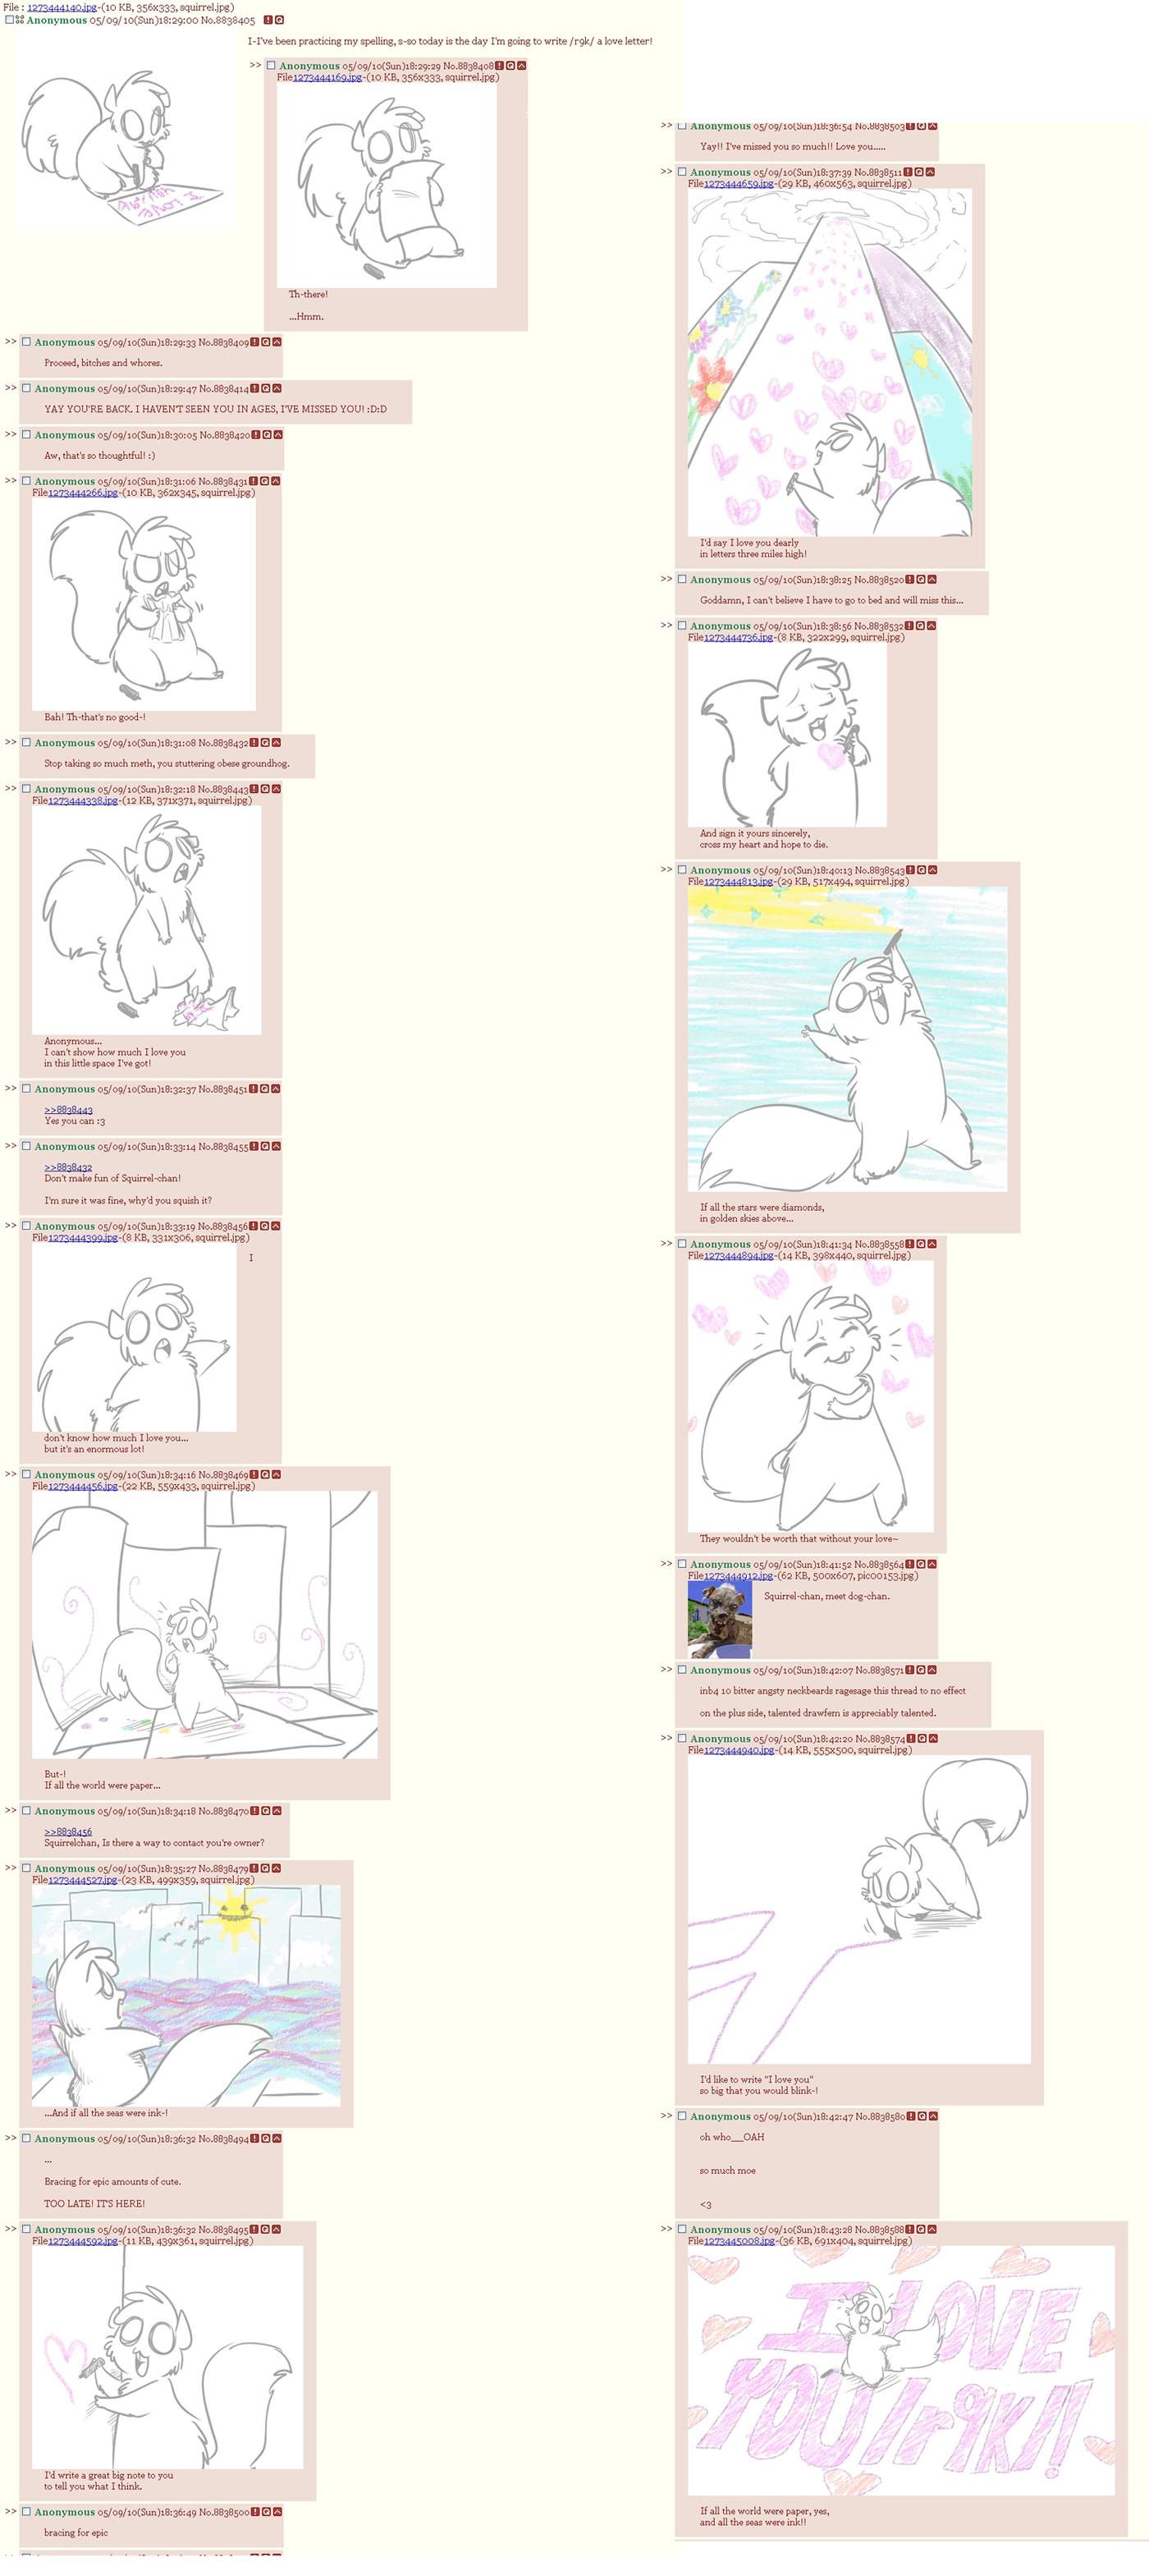 File : 1273444140.jpg-(10 KB, 356x333, squirrel.jpg)
Anonymous 05/09/10(Sun)18:29:00 No.8838405
I-I've been practicing my spelling, s-so today is the day I'm going to write /r9k/ a love letter!
>> Anonymous 05/09/10(Sun)18:29:29 No.8838408
File1273444169.jpg-(10 KB, 356x333, squirrel.jpg)
Th-there!
...Hmm.
>> Anonymous 05/09/10(Sun)18:29:33 No.8838409
Proceed, bitches and whores.
>> Anonymous 05/09/10(Sun)18:29:47 No.8838414
YAY YOU'RE BACK. I HAVEN'T SEEN YOU IN AGES, I'VE MISSED YOU! :D:D
>> Anonymous 05/09/10(Sun)18:30:05 No.8838420
Aw, that's so thoughtful! :)
>> Anonymous 05/09/10(Sun)18:31:06 No.8838431
File1273444266.jpg-(10 KB, 362x345, squirrel.jpg)
Bah! Th-that's no good-!
>> Anonymous 05/09/10(Sun)18:31:08 No.8838432
Stop taking so much meth, you stuttering obese groundhog.
>> Anonymous 05/09/10(Sun)18:32:18 No.8838443
File1273444338.jpg-(12 KB, 371x371, squirrel.jpg)
Anonymous...
I can't show how much I love you
in this little space I've got!
>> Anonymous 05/09/10(Sun)18:32:37 No.8838451
>>8838443
Yes you can :3
>> Anonymous 05/09/10(Sun)18:33:14 No.8838455
>>8838432
Don't make fun of Squirrel-chan!
I'm sure it was fine, why'd you squish it?
>> Anonymous 05/09/10(Sun)18:33:19 No.8838456
File1273444399.jpg-(8 KB, 331x306, squirrel.jpg)
I
don't know how much I love you...
but it's an enormous lot!
>> Anonymous 05/09/10(Sun)18:34:16 No.8838469
File1273444456.jpg-(22 KB, 559x433, squirrel.jpg)
But-!
If all the world were paper...
>> Anonymous 05/09/10(Sun)18:34:18 No.8838470
>>8838456
Squirrelchan, Is there a way to contact you're owner?
>> Anonymous 05/09/10(Sun)18:35:27 No.8838479
File1273444527.jpg-(23 KB, 499x359, squirrel.jpg)
...And if all the seas were ink-!
>> Anonymous 05/09/10(Sun)18:36:32 No.8838494
...
Bracing for epic amounts of cute.
TOO LATE! IT'S HERE!
>> Anonymous 05/09/10(Sun)18:36:32 No.8838495
File1273444592.jpg-(11 KB, 439x361, squirrel.jpg)
I'd write a great big note to you
to tell you what I think.
>> Anonymous 05/09/10(Sun)18:36:49 No.8838500
bracing for epic
>> Anonymous 05/09/10(Sun)18:36:54 No.8838503
Yay!! I've missed you so much!! Love you.....
>> Anonymous 05/09/10(Sun)18:37:39 No.8838511
File1273444659.jpg-(29 KB, 460x563, squirrel.jpg)
I'd say I love you dearly
in letters three miles high!
>> Anonymous 05/09/10(Sun)18:38:25 No.8838520
Goddamn, I can't believe I have to go to bed and will miss this...
>> Anonymous 05/09/10(Sun)18:38:56 No.8838532
File1273444736.jpg-(8 KB, 322x299, squirrel.jpg)
And sign it yours sincerely,
cross my heart and hope to die.
>> Anonymous 05/09/10(Sun)18:40:13 No.8838543
File1273444813.jpg-(29 KB, 517x494, squirrel.jpg)
If all the stars were diamonds,
in golden skies above...
>> Anonymous 05/09/10(Sun)18:41:34 No.8838558
File1273444894.jpg-(14 KB, 398x440, squirrel.jpg)
They wouldn't be worth that without your love~
>> Anonymous 05/09/10(Sun)18:41:52 No.8838564
File1273444912.jpg-(62 KB, 500x607, pic00153.jpg)
Squirrel-chan, meet dog-chan.
>> Anonymous 05/09/10(Sun)18:42:07 No.8838571
inb4 10 bitter angsty neckbeards ragesage this thread to no effect
on the plus side, talented drawfem is appreciably talented.
>> Anonymous 05/09/10(Sun)18:42:20 No.8838574
File1273444940.jpg-(14 KB, 555x500, squirrel.jpg)
I'd like to write "I love you"
so big that you would blink-!
>> Anonymous 05/09/10(Sun)18:42:47 No.8838580
oh who___OAH
so much moe
<3
>> Anonymous 05/09/10(Sun)18:43:28 No.8838588
File1273445008.jpg-(36 KB, 691x404, squirrel.jpg)
I LOVE
YOU /r9k/!!
If all the world were paper, yes,
and all the seas were ink!!